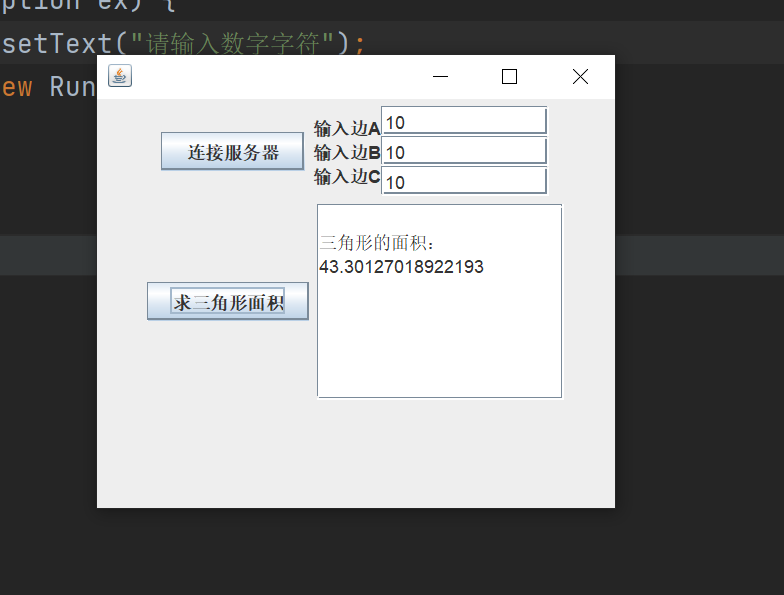 ption ex) {
setText("请输入数字字符");
ew Run
连接服务器
输入边A 10
输入边B 10
输入边C 10
三角形的面积：
43.30127018922193
求三角形面积